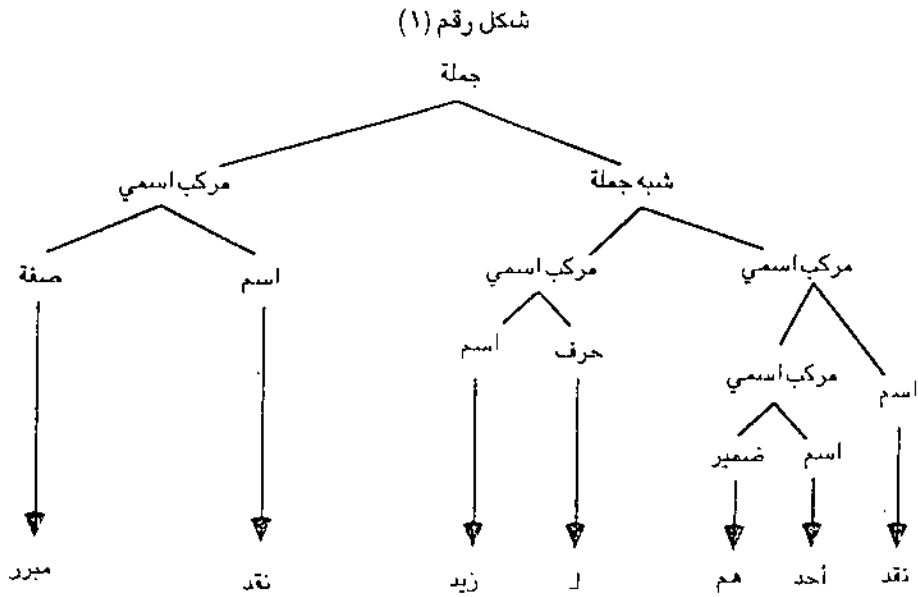 شكل رقم (١)
جملة
شبه جملة مركب اسمي
مركب اسمي مركب اسمي اسم صفة
حرف اسم
مركب اسمي اسم
اسم ضمير
نقد أحد هم لـ زيد نقد مبرر